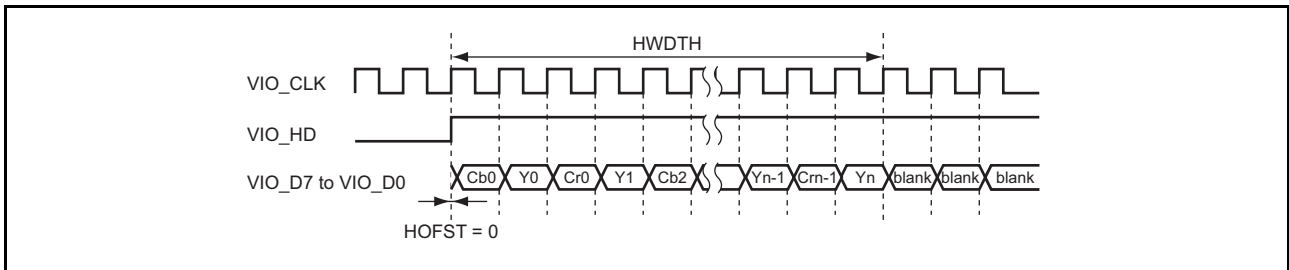 HWDTH
VIO_CLK
VIO_HD
VIO_D7 to VIO_D0 Cb0 Y0 Cr0 Y1 Cb2 Yn-1 Crn-1 Yn blank blank blank
HOFST = 0